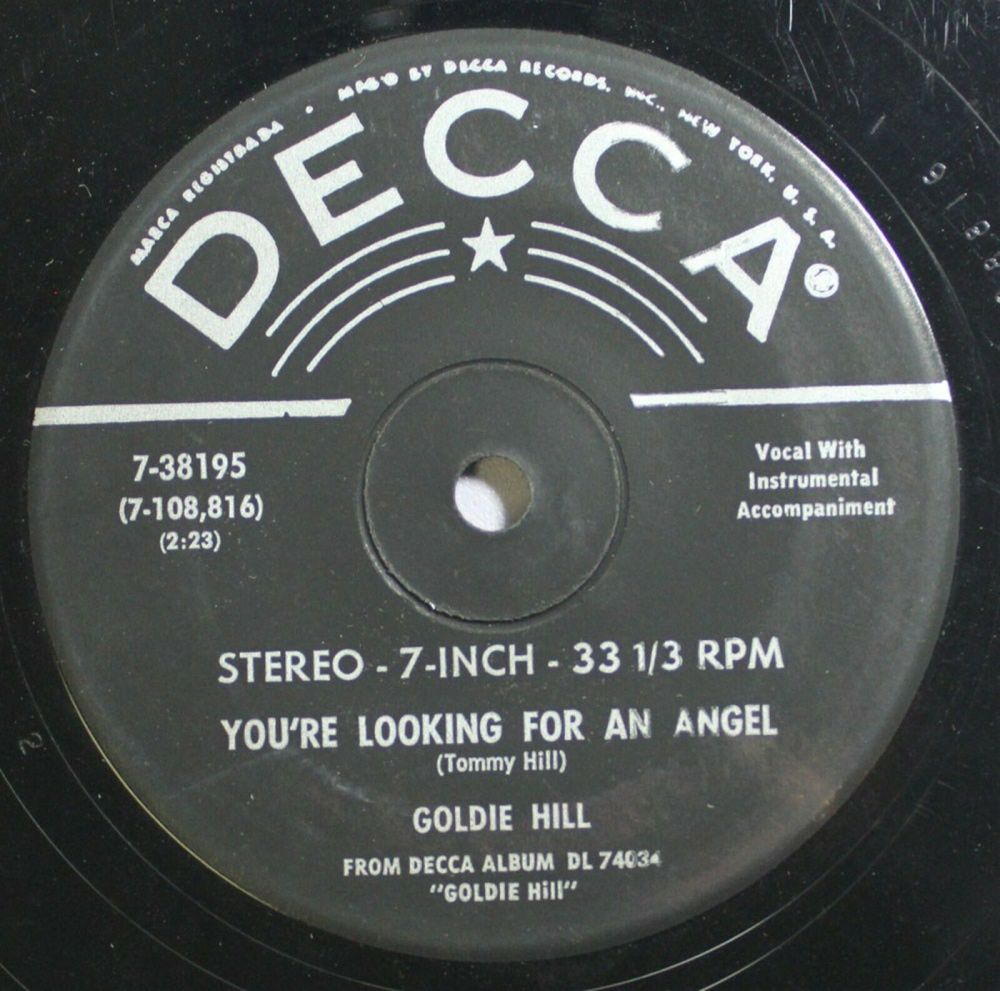 MARCA REGISTRADA • MFG'D BY DECCA RECORDS, INC., NEW YORK, U. S. A.
DECCA®
7-38195
(7-108,816)
(2:23)
Vocal With
Instrumental
Accompaniment
STEREO - 7-INCH - 33 1/3 RPM
YOU'RE LOOKING FOR AN ANGEL
(Tommy Hill)
GOLDIE HILL
FROM DECCA ALBUM DL 74034
"GOLDIE Hill"
2